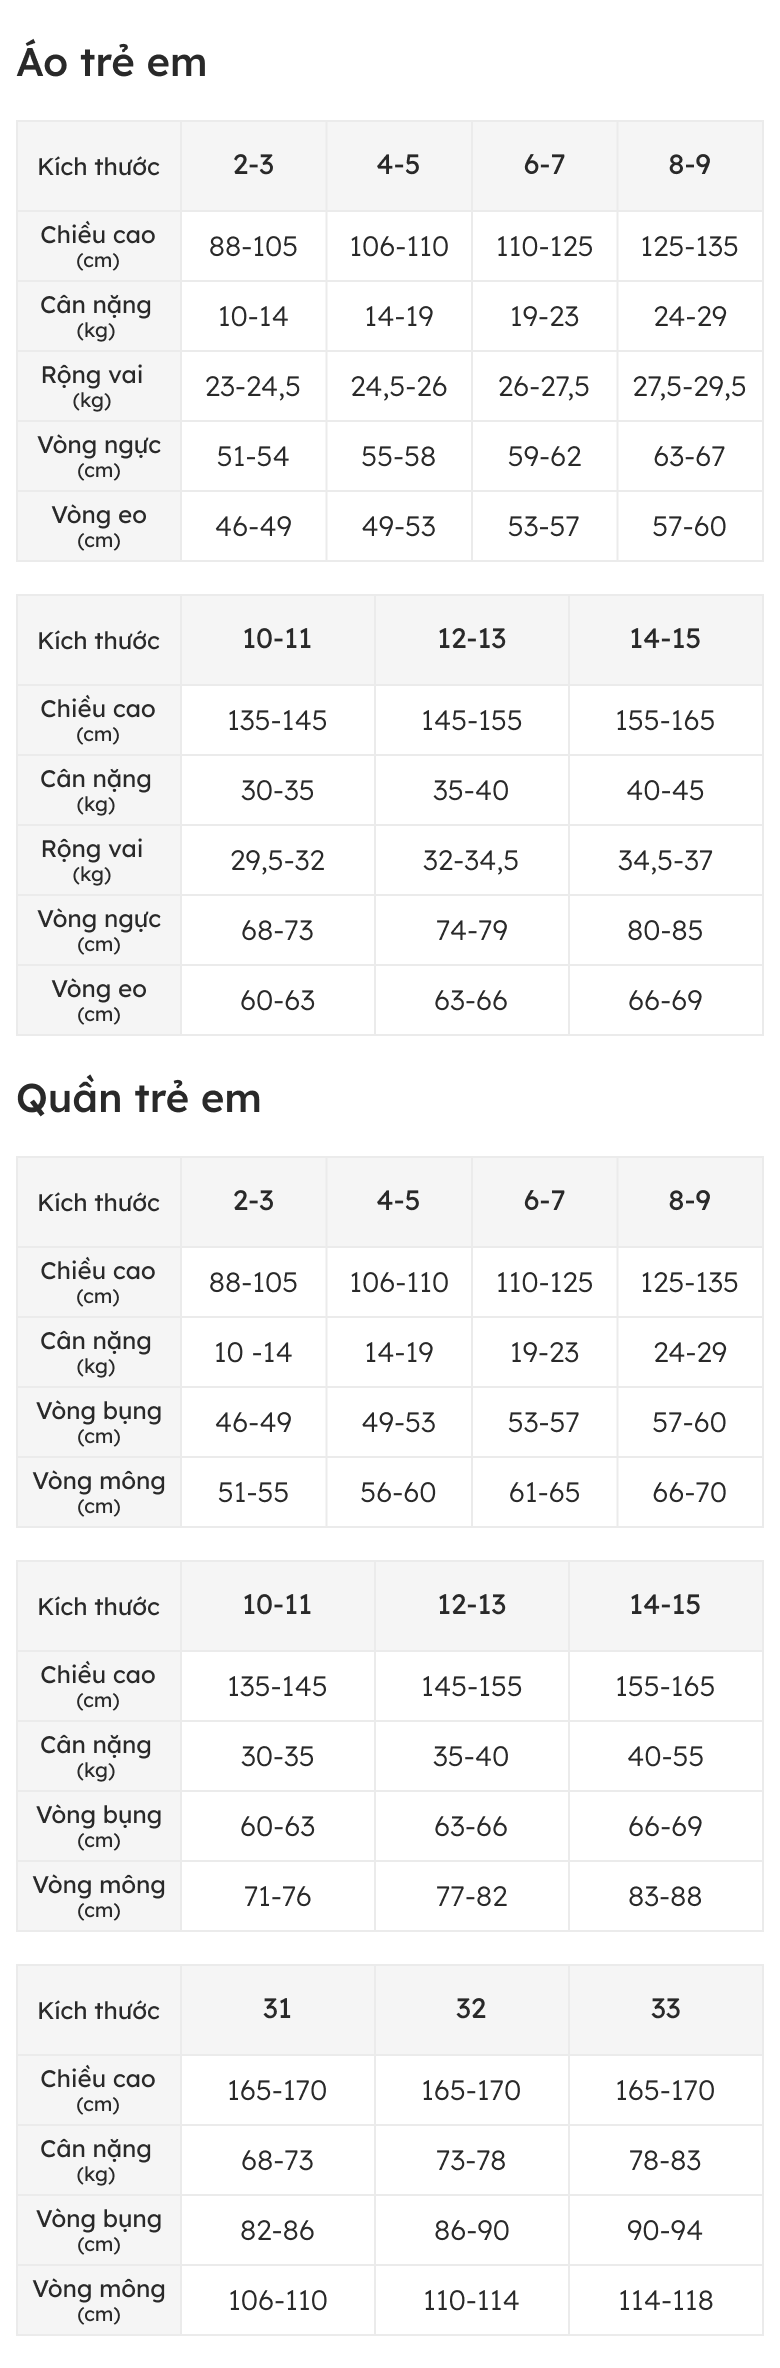 Áo trẻ em
Kích thước 2-3 4-5 6-7 8-9
Chiều cao (cm) 88-105 106-110 110-125 125-135
Cân nặng (kg) 10-14 14-19 19-23 24-29
Rộng vai (kg) 23-24,5 24,5-26 26-27,5 27,5-29,5
Vòng ngực (cm) 51-54 55-58 59-62 63-67
Vòng eo (cm) 46-49 49-53 53-57 57-60
Kích thước 10-11 12-13 14-15
Chiều cao (cm) 135-145 145-155 155-165
Cân nặng (kg) 30-35 35-40 40-45
Rộng vai (kg) 29,5-32 32-34,5 34,5-37
Vòng ngực (cm) 68-73 74-79 80-85
Vòng eo (cm) 60-63 63-66 66-69
Quần trẻ em
Kích thước 2-3 4-5 6-7 8-9
Chiều cao (cm) 88-105 106-110 110-125 125-135
Cân nặng (kg) 10 -14 14-19 19-23 24-29
Vòng bụng (cm) 46-49 49-53 53-57 57-60
Vòng mông (cm) 51-55 56-60 61-65 66-70
Kích thước 10-11 12-13 14-15
Chiều cao (cm) 135-145 145-155 155-165
Cân nặng (kg) 30-35 35-40 40-55
Vòng bụng (cm) 60-63 63-66 66-69
Vòng mông (cm) 71-76 77-82 83-88
Kích thước 31 32 33
Chiều cao (cm) 165-170 165-170 165-170
Cân nặng (kg) 68-73 73-78 78-83
Vòng bụng (cm) 82-86 86-90 90-94
Vòng mông (cm) 106-110 110-114 114-118